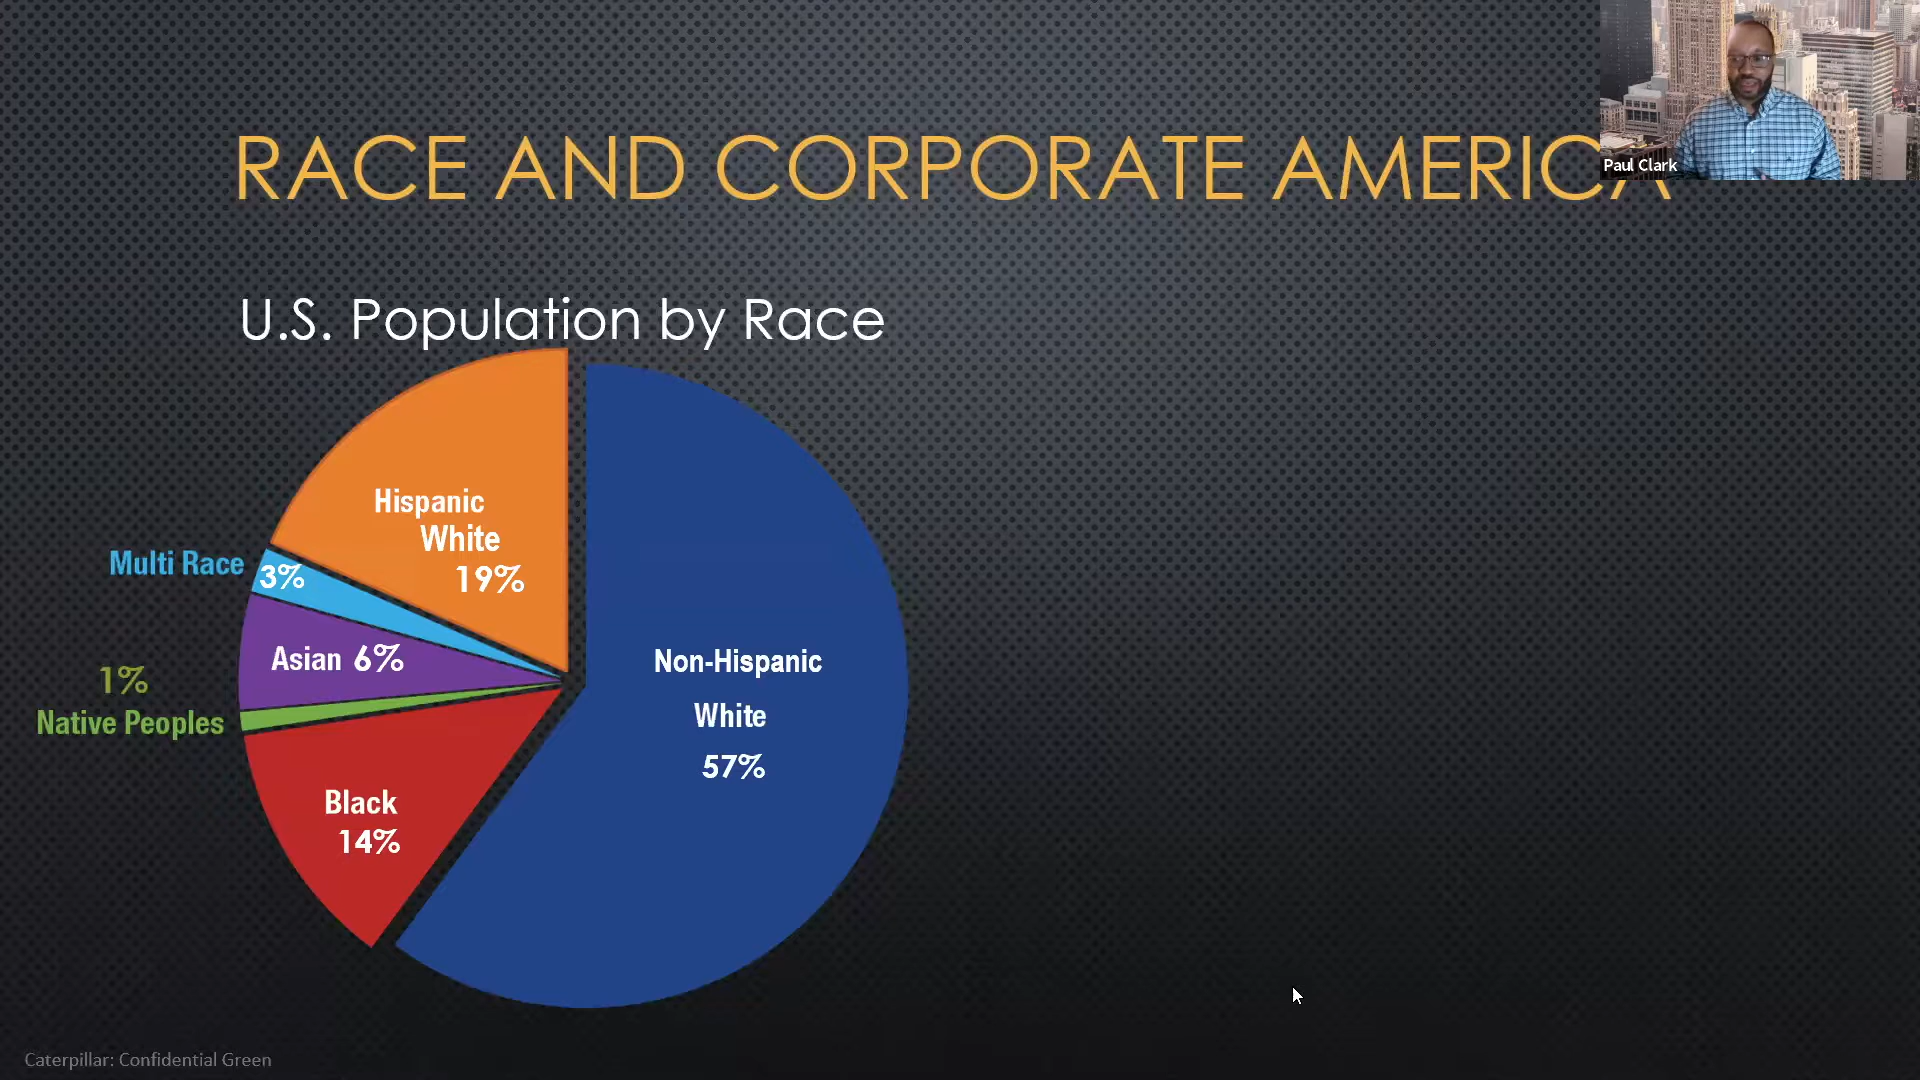 RACE AND CORPORATE AMERICA
Paul Clark
U.S. Population by Race
Hispanic
White
19%
Multi Race
3%
Asian 6%
1%
Native Peoples
Black
14%
Non-Hispanic
White
57%
Caterpillar: Confidential Green